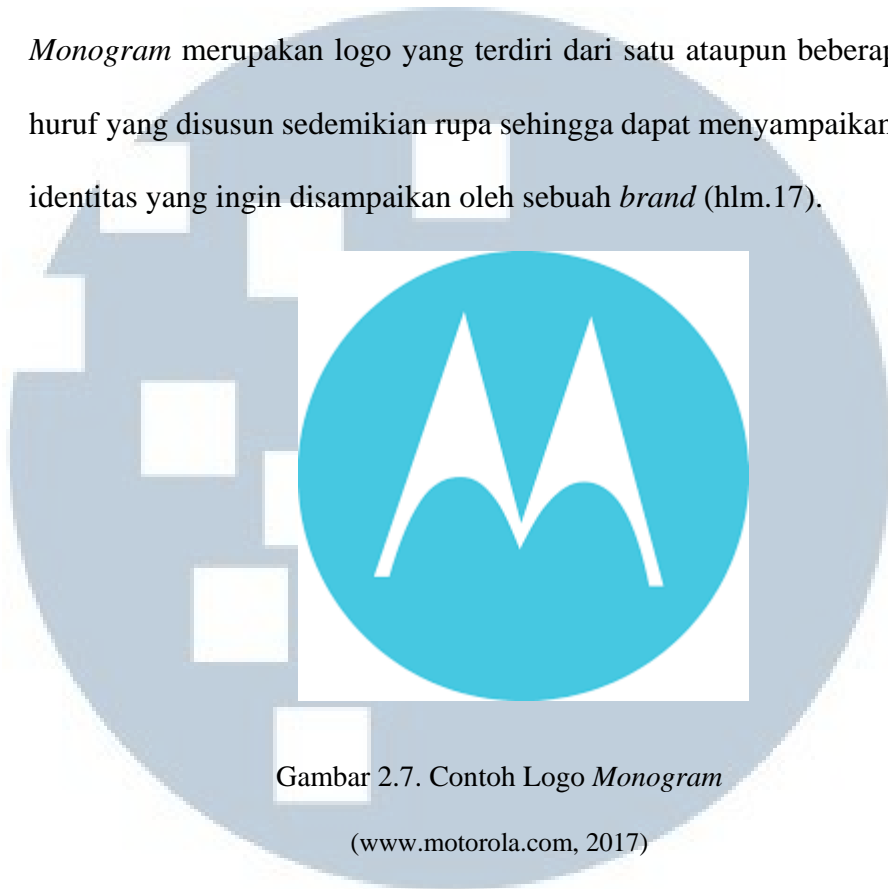 Monogram merupakan logo yang terdiri dari satu ataupun beberap
huruf yang disusun sedemikian rupa sehingga dapat menyampaikan
identitas yang ingin disampaikan oleh sebuah brand (hlm.17).
Gambar 2.7. Contoh Logo Monogram
(www.motorola.com, 2017)